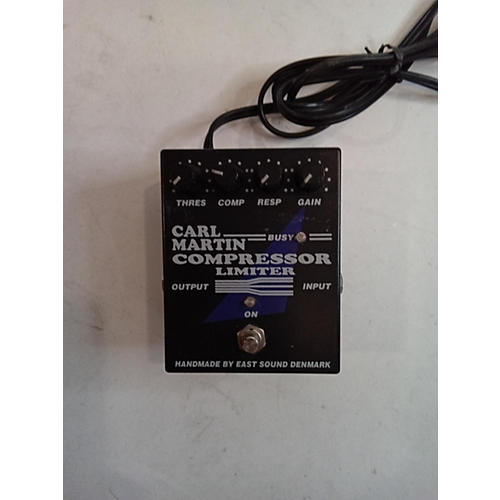 THRES COMP RESP GAIN
CARL
MARTIN BUSY
COMPRESSOR
LIMITER
OUTPUT INPUT
ON
HANDMADE BY EAST SOUND DENMARK